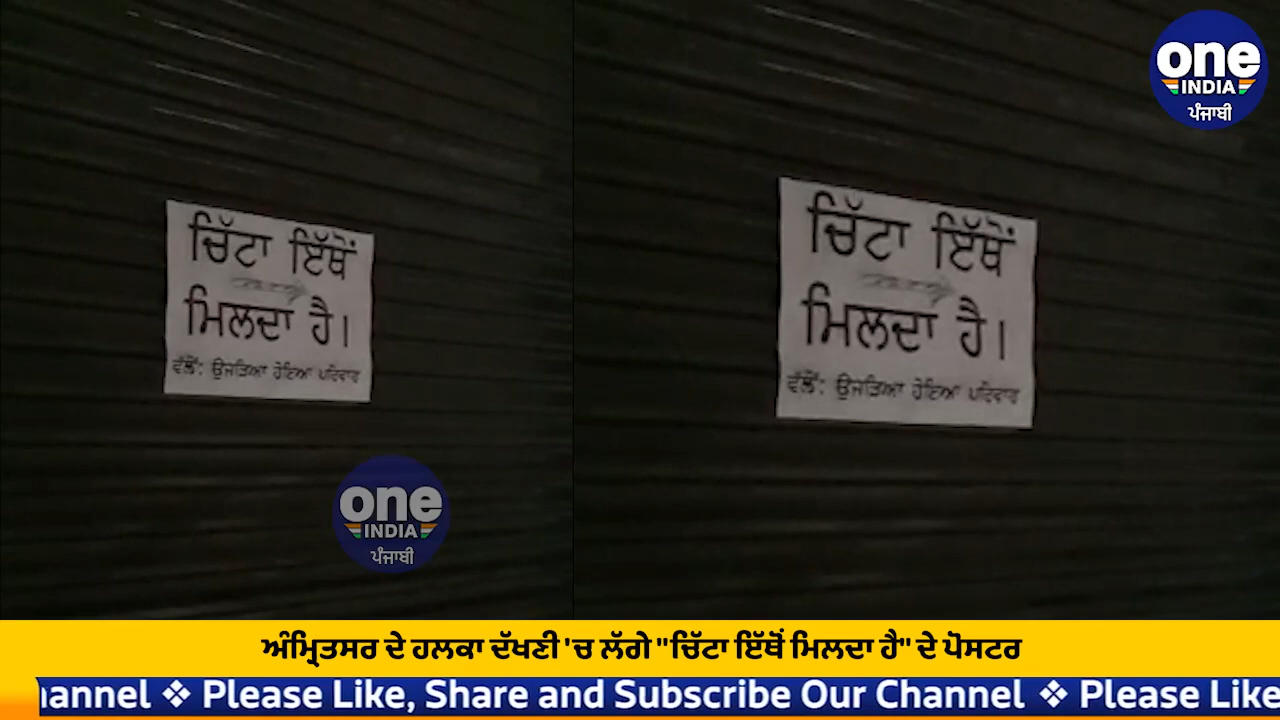 one
INDIA
ਪੰਜਾਬੀ
ਚਿੱਟਾ ਇੱਥੋਂ
ਮਿਲਦਾ ਹੈ।
ਵੱਲੋਂ: ਉਜੜਿਆ ਹੋਇਆ ਪਰਿਵਾਰ
ਚਿੱਟਾ ਇੱਥੋਂ
ਮਿਲਦਾ ਹੈ।
ਵੱਲੋਂ: ਉਜੜਿਆ ਹੋਇਆ ਪਰਿਵਾਰ
one
INDIA
ਪੰਜਾਬੀ
ਅੰਮ੍ਰਿਤਸਰ ਦੇ ਹਲਕਾ ਦੱਖਣੀ 'ਚ ਲੱਗੇ "ਚਿੱਟਾ ਇੱਥੋਂ ਮਿਲਦਾ ਹੈ" ਦੇ ਪੋਸਟਰ
hannel ❖ Please Like, Share and Subscribe Our Channel ❖ Please Like